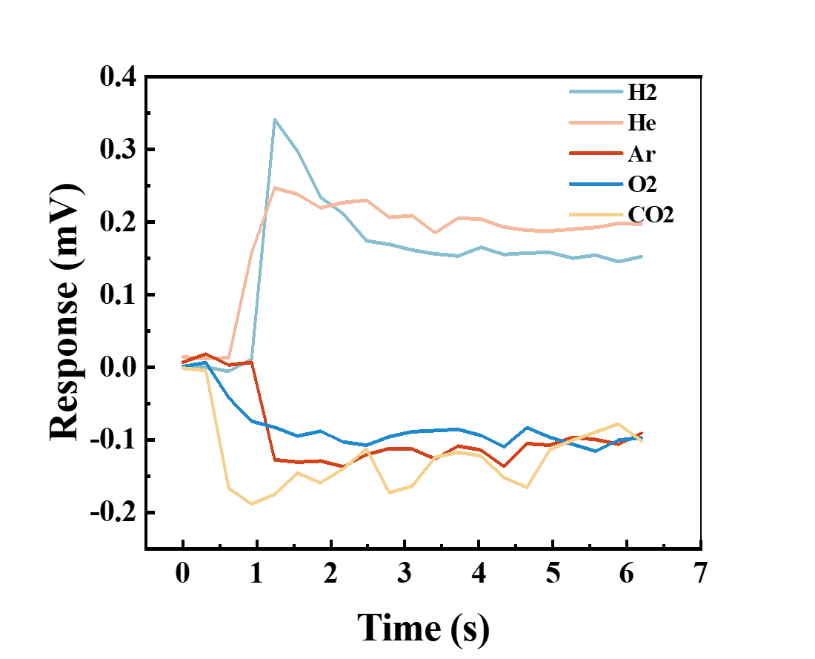 0.4
0.3
0.2
0.1
0.0
-0.1
-0.2
Response (mV)
H2
He
Ar
O2
CO2
0 1 2 3 4 5 6 7
Time (s)